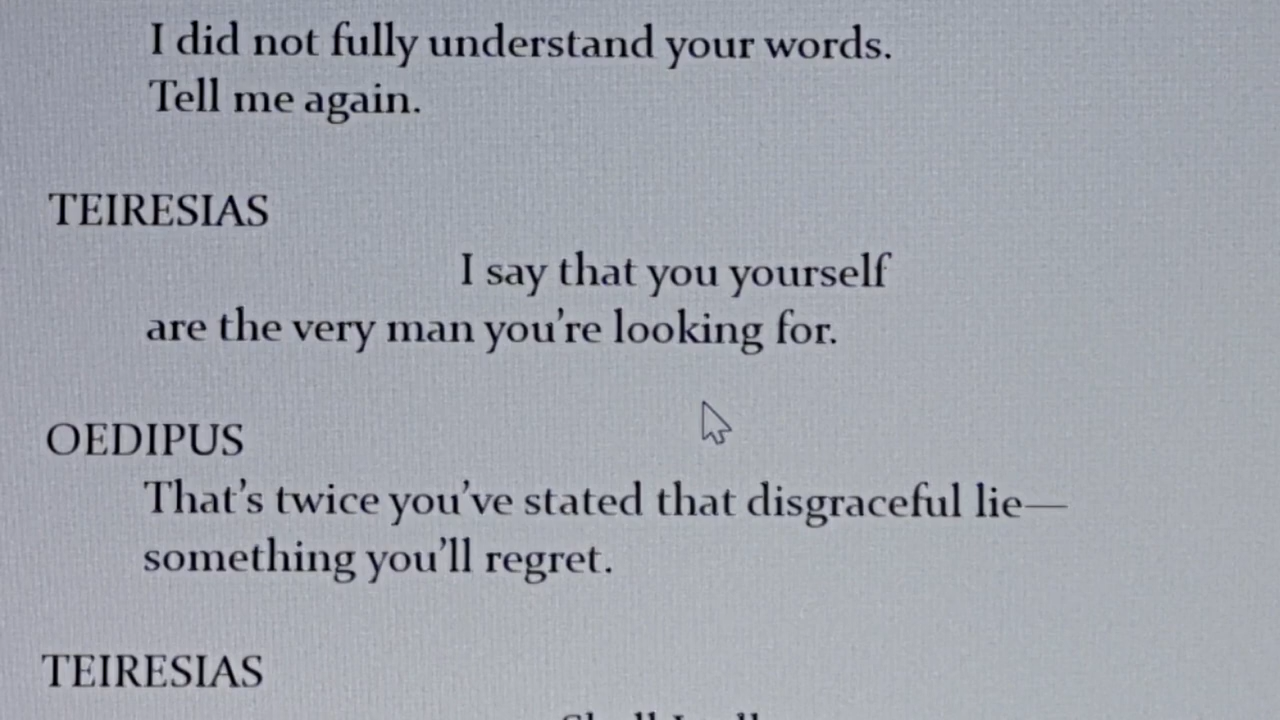 I did not fully understand your words.
Tell me again.
TEIRESIAS
I say that you yourself
are the very man you’re looking for.
OEDIPUS
That’s twice you’ve stated that disgraceful lie—
something you’ll regret.
TEIRESIAS